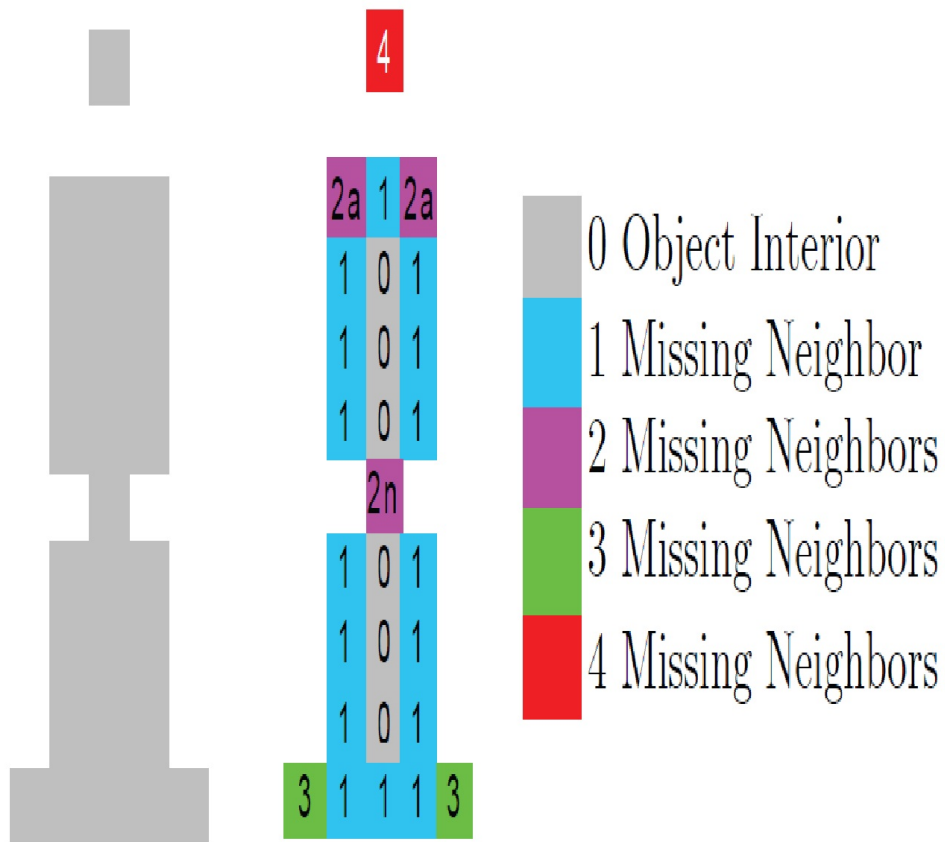 4
2a 1 2a
1 0 1
1 0 1
1 0 1
2n
1 0 1
1 0 1
1 0 1
3 1 1 1 3
0 Object Interior
1 Missing Neighbor
2 Missing Neighbors
3 Missing Neighbors
4 Missing Neighbors